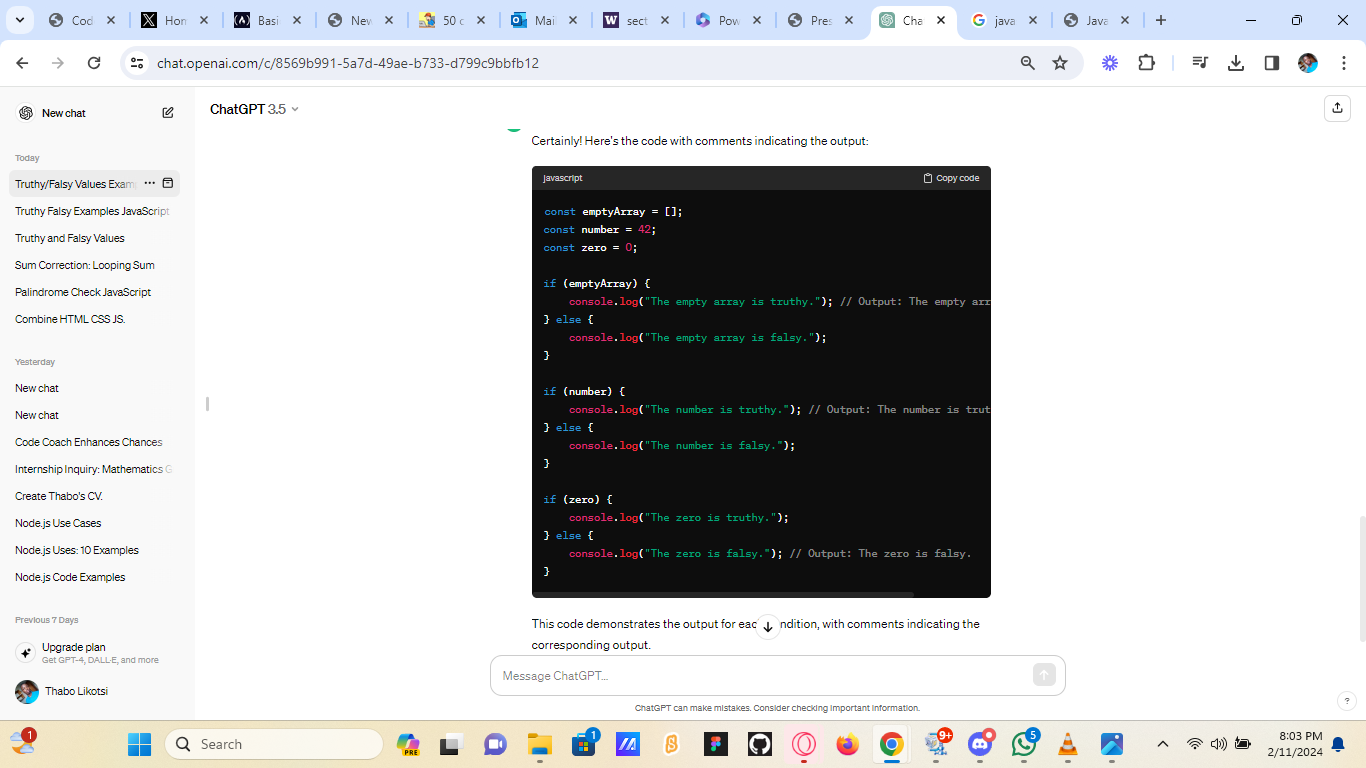 Cod
Hon
Basi
New
50 c
Mai
sect
Pow
Pres
Cha
java
Java
chat.openai.com/c/8569b991-5a7d-49ae-b733-d799c9bbfb12
New chat
ChatGPT 3.5
Today
Truthy/Falsy Values Exam
Truthy Falsy Examples JavaScript
Truthy and Falsy Values
Sum Correction: Looping Sum
Palindrome Check JavaScript
Combine HTML CSS JS.
Yesterday
New chat
New chat
Code Coach Enhances Chances
Internship Inquiry: Mathematics G
Create Thabo's CV.
Node.js Use Cases
Node.js Uses: 10 Examples
Node.js Code Examples
Previous 7 Days
Upgrade plan
Get GPT-4, DALL·E, and more
Thabo Likotsi
Certainly! Here's the code with comments indicating the output:
javascript
Copy code
const emptyArray = [];
const number = 42;
const zero = 0;
if (emptyArray) {
console.log("The empty array is truthy."); // Output: The empty arr
} else {
console.log("The empty array is falsy.");
}
if (number) {
console.log("The number is truthy."); // Output: The number is trut
} else {
console.log("The number is falsy.");
}
if (zero) {
console.log("The zero is truthy.");
} else {
console.log("The zero is falsy."); // Output: The zero is falsy.
}
This code demonstrates the output for eac ndition, with comments indicating the
corresponding output.
Message ChatGPT...
ChatGPT can make mistakes. Consider checking important information.
?
1
Search
PRE
1
9+
5
8:03 PM
2/11/2024